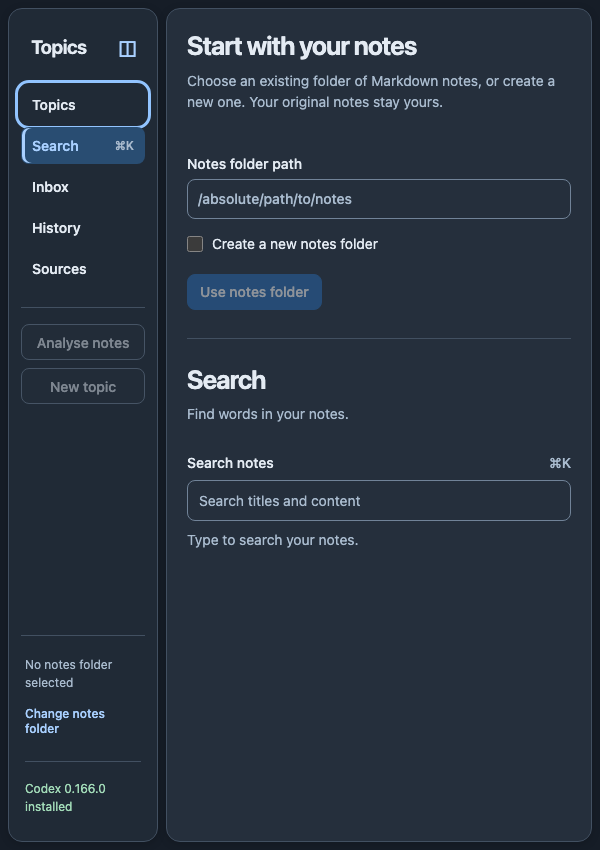 Topics
Topics
Search ⌘K
Inbox
History
Sources
Analyse notes
New topic
No notes folder
selected
Change notes
folder
Codex 0.166.0
installed
Start with your notes
Choose an existing folder of Markdown notes, or create a
new one. Your original notes stay yours.
Notes folder path
/absolute/path/to/notes
Create a new notes folder
Use notes folder
Search
Find words in your notes.
Search notes ⌘K
Search titles and content
Type to search your notes.